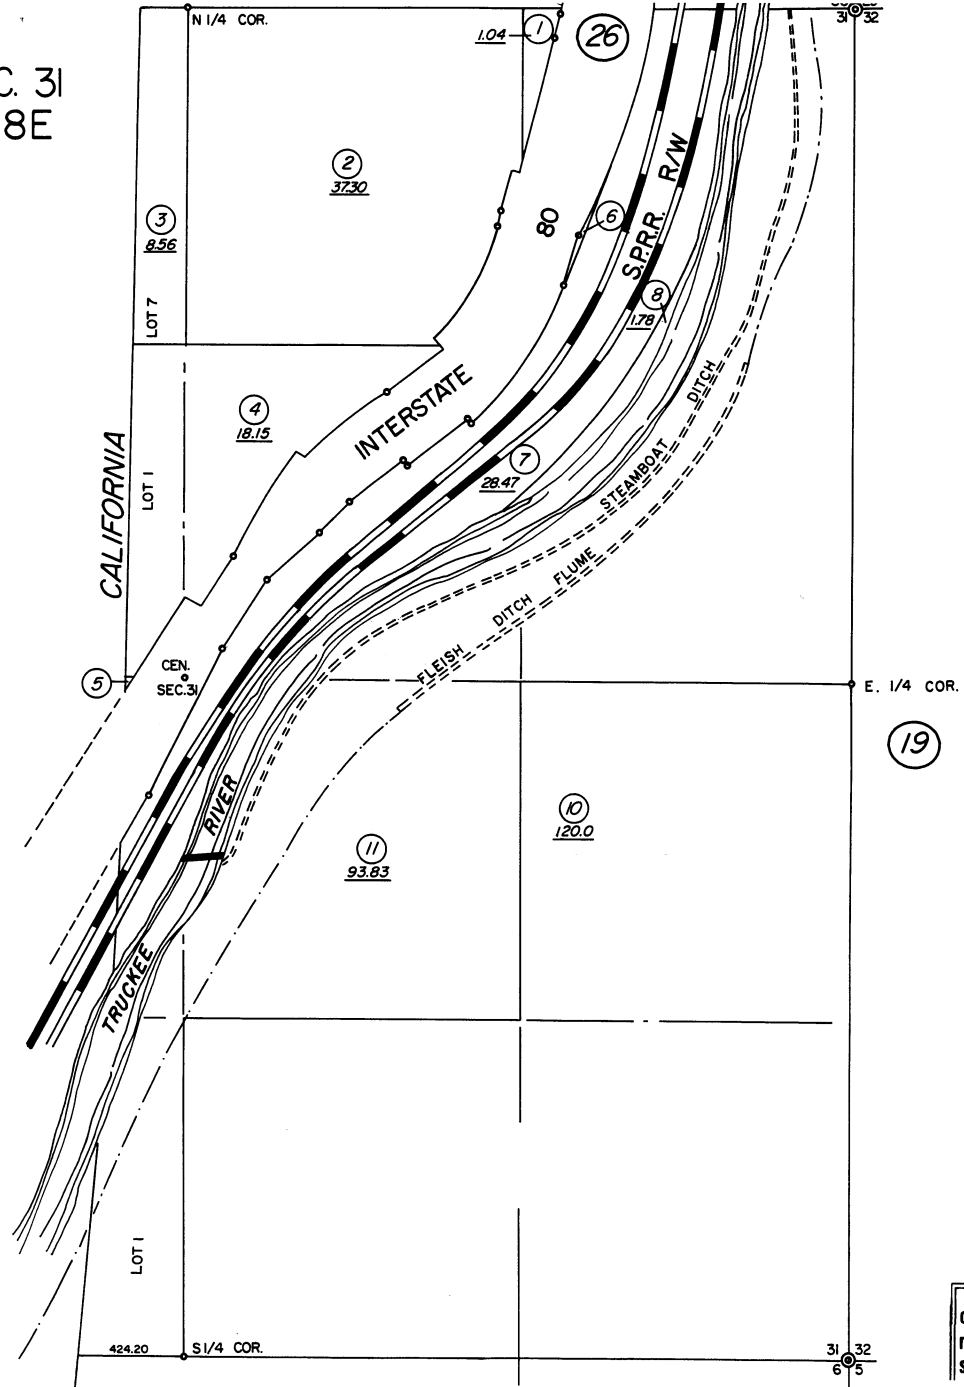 N 1/4 COR.
1.04
1
26
31 32
C. 31
8E
2
37.30
3
8.56
LOT 7
80
6
S.P.R.R. R/W
8
1.78
4
18.15
INTERSTATE
DITCH
CALIFORNIA
LOT 1
7
28.47
STEAMBOAT
FLUME
DITCH
FLEISH
CEN.
SEC.31
5
E. 1/4 COR.
19
RIVER
10
120.0
11
93.83
TRUCKEE
LOT 1
424.20
S 1/4 COR.
31 32
6 5